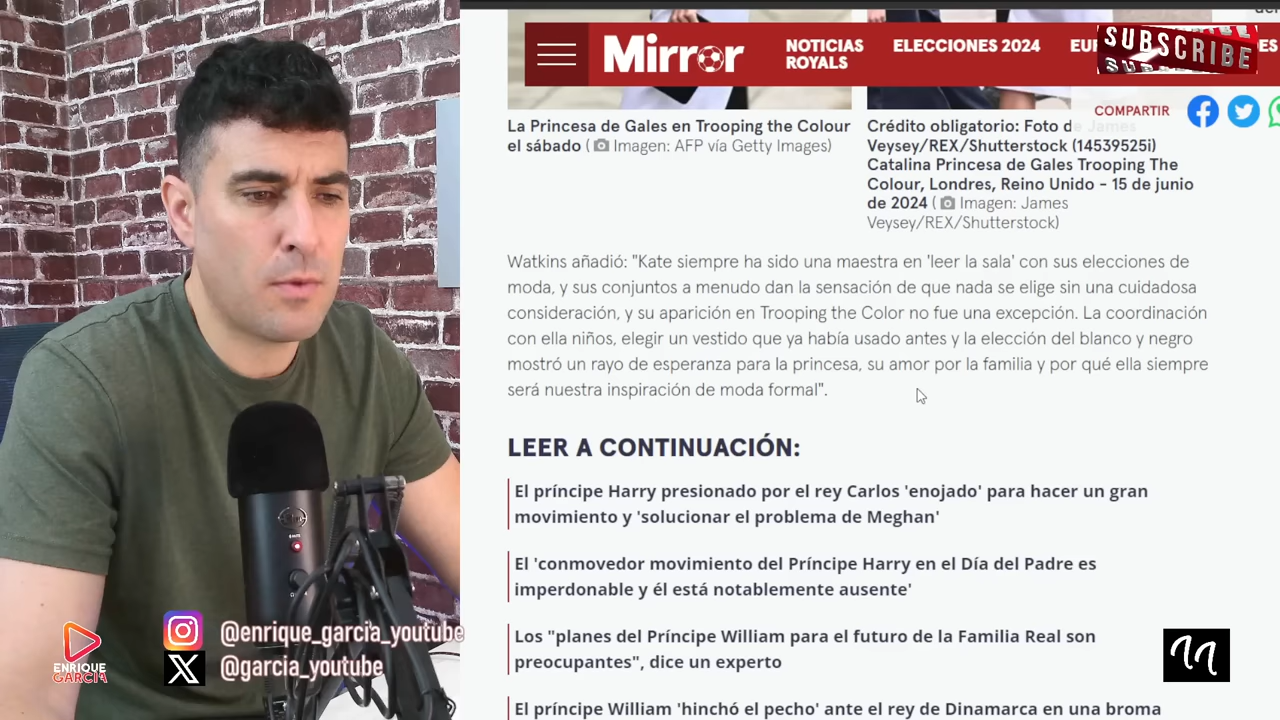 Mirror
NOTICIAS
ROYALS
ELECCIONES 2024
SUBSCRIBE
ES
COMPARTIR
La Princesa de Gales en Trooping the Colour
el sábado ( Imagen: AFP vía Getty Images)
Crédito obligatorio: Foto de James
Veysey/REX/Shutterstock (14539525i)
Catalina Princesa de Gales Trooping The
Colour, Londres, Reino Unido - 15 de junio
de 2024 ( Imagen: James
Veysey/REX/Shutterstock)
Watkins añadió: "Kate siempre ha sido una maestra en 'leer la sala' con sus elecciones de
moda, y sus conjuntos a menudo dan la sensación de que nada se elige sin una cuidadosa
consideración, y su aparición en Trooping the Color no fue una excepción. La coordinación
con ella niños, elegir un vestido que ya había usado antes y la elección del blanco y negro
mostró un rayo de esperanza para la princesa, su amor por la familia y por qué ella siempre
será nuestra inspiración de moda formal".
LEER A CONTINUACIÓN:
El príncipe Harry presionado por el rey Carlos 'enojado' para hacer un gran
movimiento y 'solucionar el problema de Meghan'
El 'conmovedor movimiento del Príncipe Harry en el Día del Padre es
imperdonable y él está notablemente ausente'
Los "planes del Príncipe William para el futuro de la Familia Real son
preocupantes", dice un experto
El príncipe William 'hinchó el pecho' ante el rey de Dinamarca en una broma
@enrique_garcia_youtube
@garcia_youtube
ENRIQUE
GARCIA